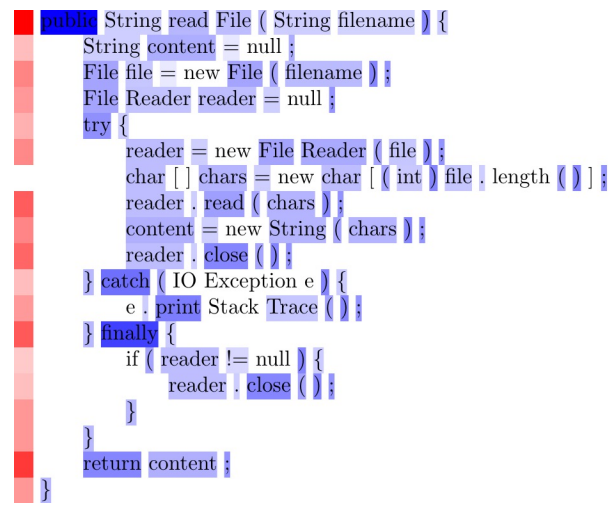 public String read File ( String filename ) {
String content = null ;
File file = new File ( filename ) ;
File Reader reader = null ;
try {
reader = new File Reader ( file ) ;
char [ ] chars = new char [ ( int ) file . length ( ) ] ;
reader . read ( chars ) ;
content = new String ( chars ) ;
reader . close ( ) ;
} catch ( IO Exception e ) {
e . print Stack Trace ( ) ;
} finally {
if ( reader != null ) {
reader . close ( ) ;
}
}
return content ;
}